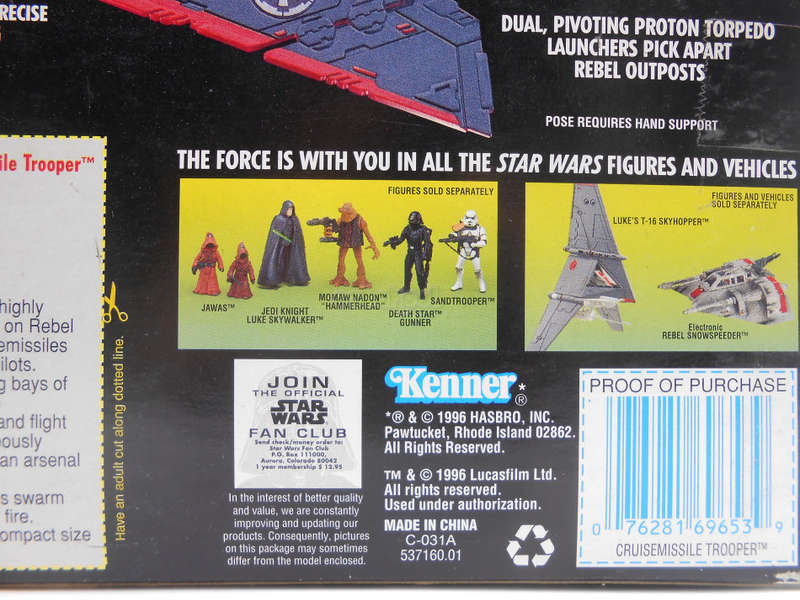 RECISE
DUAL, PIVOTING PROTON TORPEDO
LAUNCHERS PICK APART
REBEL OUTPOSTS
POSE REQUIRES HAND SUPPORT
ile Trooper™
THE FORCE IS WITH YOU IN ALL THE STAR WARS FIGURES AND VEHICLES
FIGURES SOLD SEPARATELY
JAWAS™
JEDI KNIGHT
LUKE SKYWALKER™
MOMAW NADON™
"HAMMERHEAD"
DEATH STAR™
GUNNER
SANDTROOPER™
FIGURES AND VEHICLES
SOLD SEPARATELY
LUKE'S T-16 SKYHOPPER™
Electronic
REBEL SNOWSPEEDER™
highly
on Rebel
emissiles
ilots.
g bays of
and flight
ously
an arsenal
s swarm
fire.
ompact size
Have an adult cut along dotted line.
JOIN
THE OFFICIAL
STAR
WARS
FAN CLUB
Send check/money order to:
Star Wars Fan Club
P.O. Box 111000,
Aurora, Colorado 80042
1 year membership $ 12.95
In the interest of better quality
and value, we are constantly
improving and updating our
products. Consequently, pictures
on this package may sometimes
differ from the model enclosed.
Kenner*®
*® & © 1996 HASBRO, INC.
Pawtucket, Rhode Island 02862.
All Rights Reserved.
TM & © 1996 Lucasfilm Ltd.
All rights reserved.
Used under authorization.
MADE IN CHINA
C-031A
537160.01
PROOF OF PURCHASE
0 76281 69653 9
CRUISEMISSILE TROOPER™